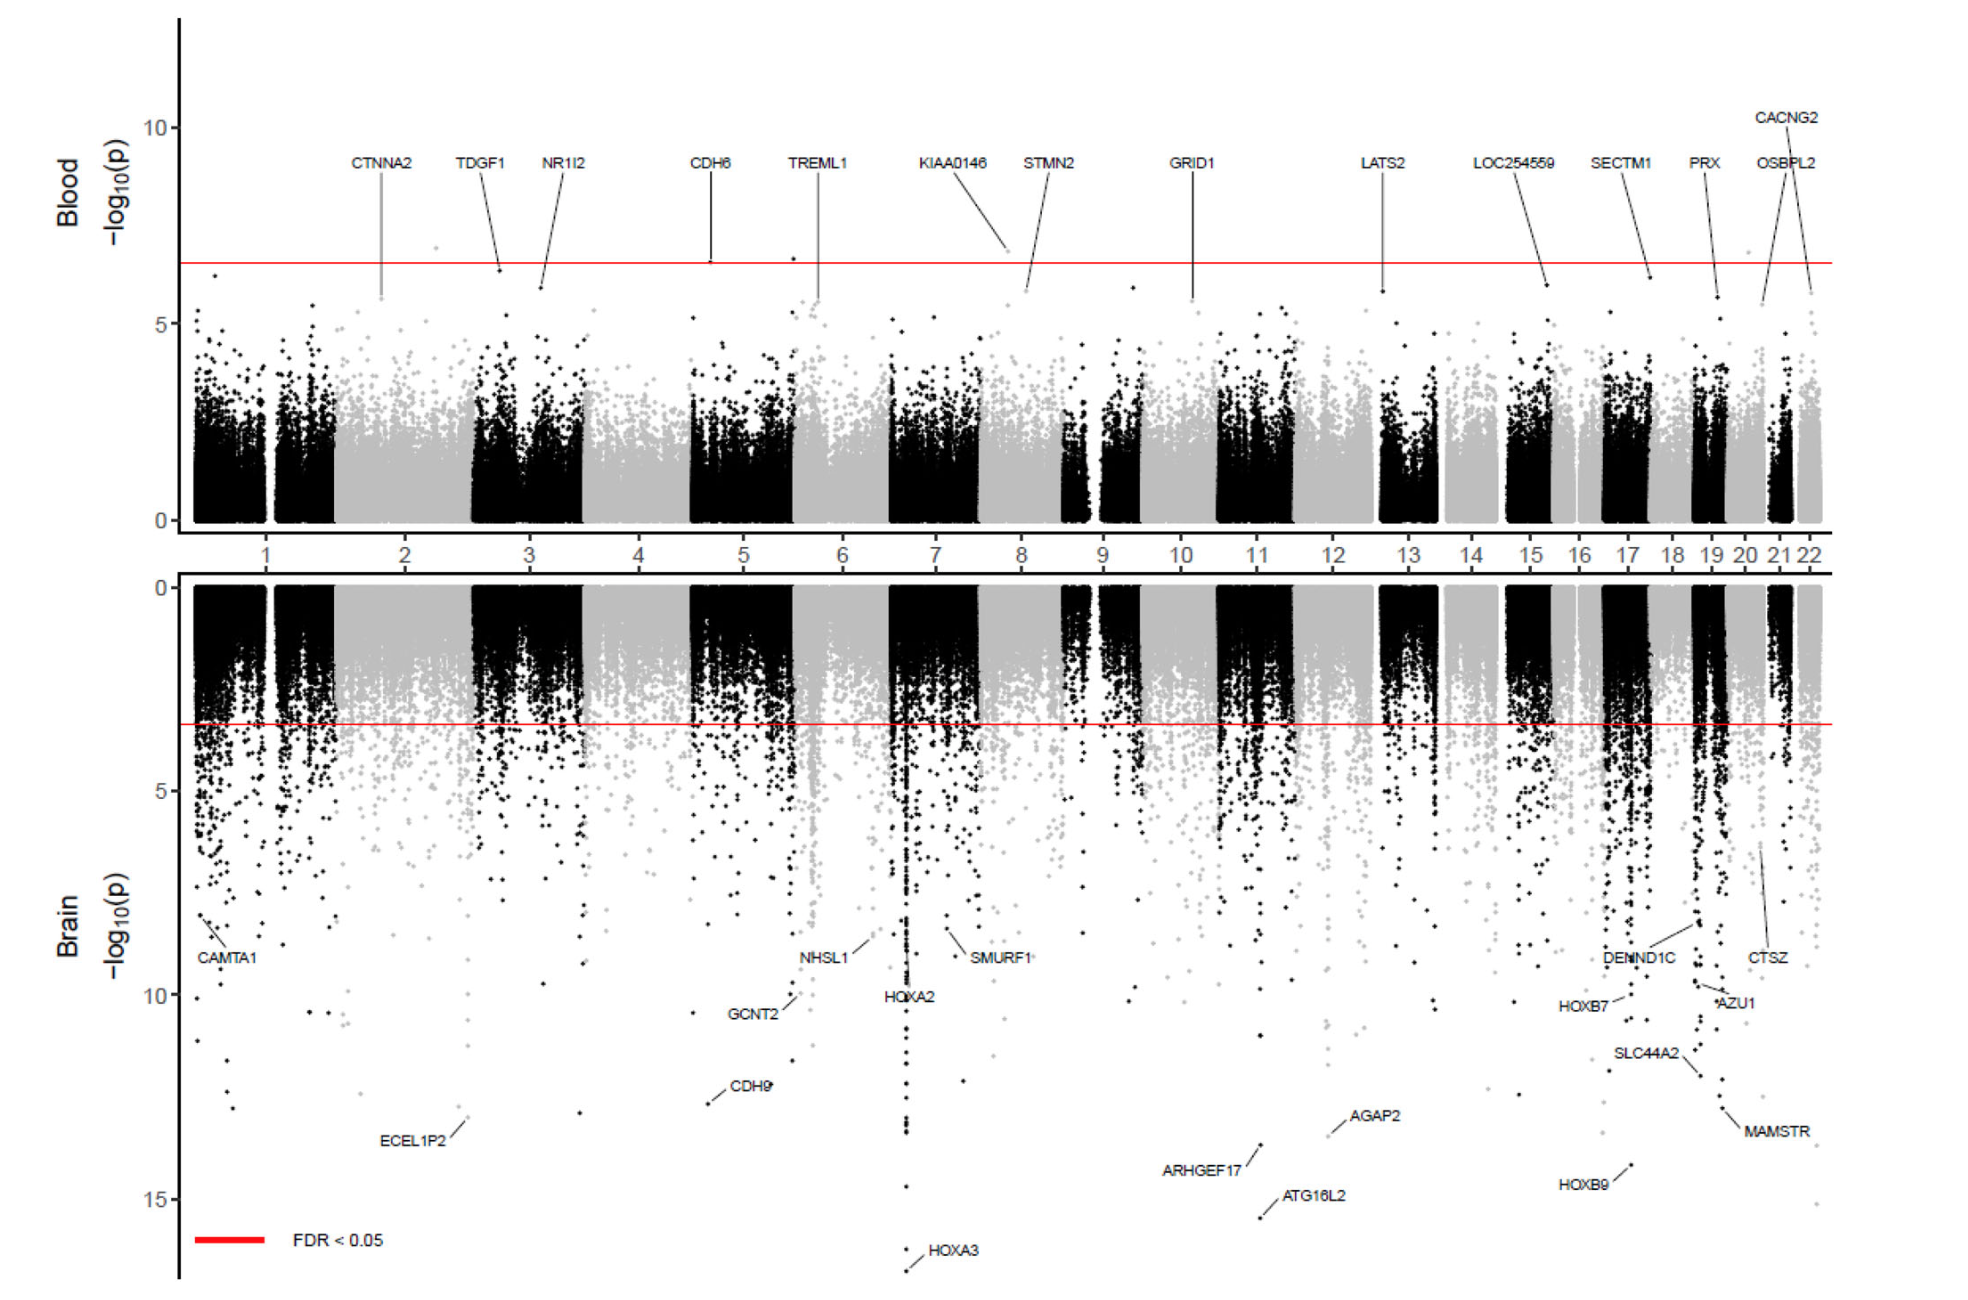 CACNG2
10
CTNNA2 TDGF1 NR1I2 CDH6 TREML1 KIAA0146 STMN2 GRID1 LATS2 LOC254559 SECTM1 PRX OSBPL2
Blood
−log10(p)
5
0
1 2 3 4 5 6 7 8 9 10 11 12 13 14 15 16 17 18 19 20 21 22
0
5
Brain
−log10(p)
CAMTA1 NHSL1 SMURF1 DENND1C CTSZ
10
HOXA2
GCNT2 HOXB7 AZU1
SLC44A2
CDH9
AGAP2
ECEL1P2 MAMSTR
ARHGEF17
HOXB9
15
ATG16L2
FDR < 0.05
HOXA3